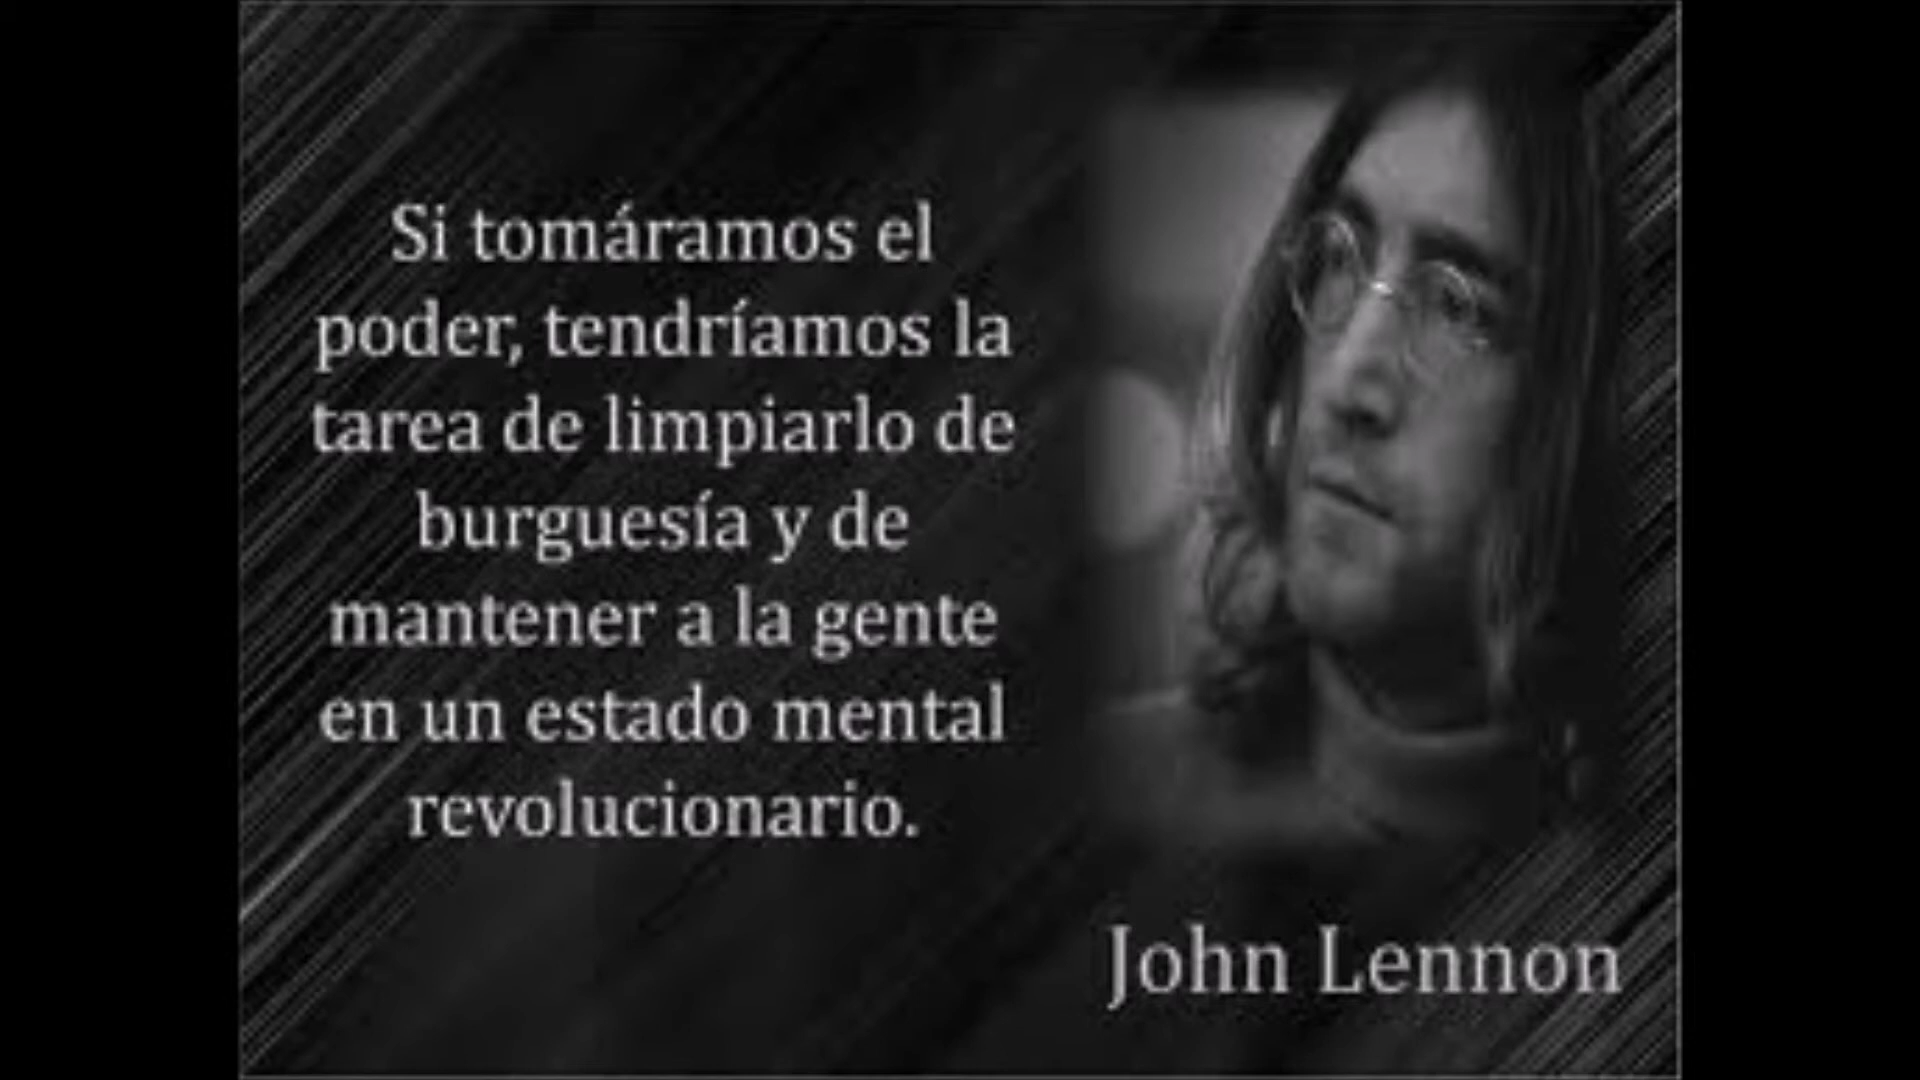 Si tomáramos el
poder, tendríamos la
tarea de limpiarlo de
burguesía y de
mantener a la gente
en un estado mental
revolucionario.
John Lennon